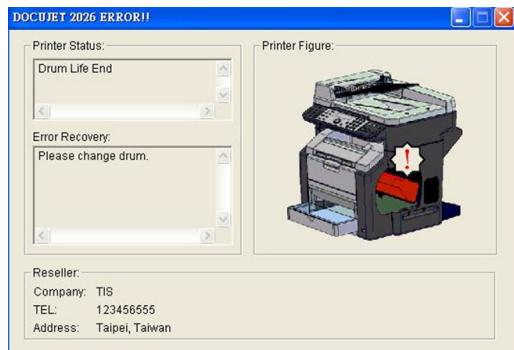 DOCUJET 2026 ERROR!!
Printer Status:
Drum Life End
Error Recovery:
Please change drum.
Printer Figure:
!
Reseller:
Company: TIS
TEL: 123456555
Address: Taipei, Taiwan